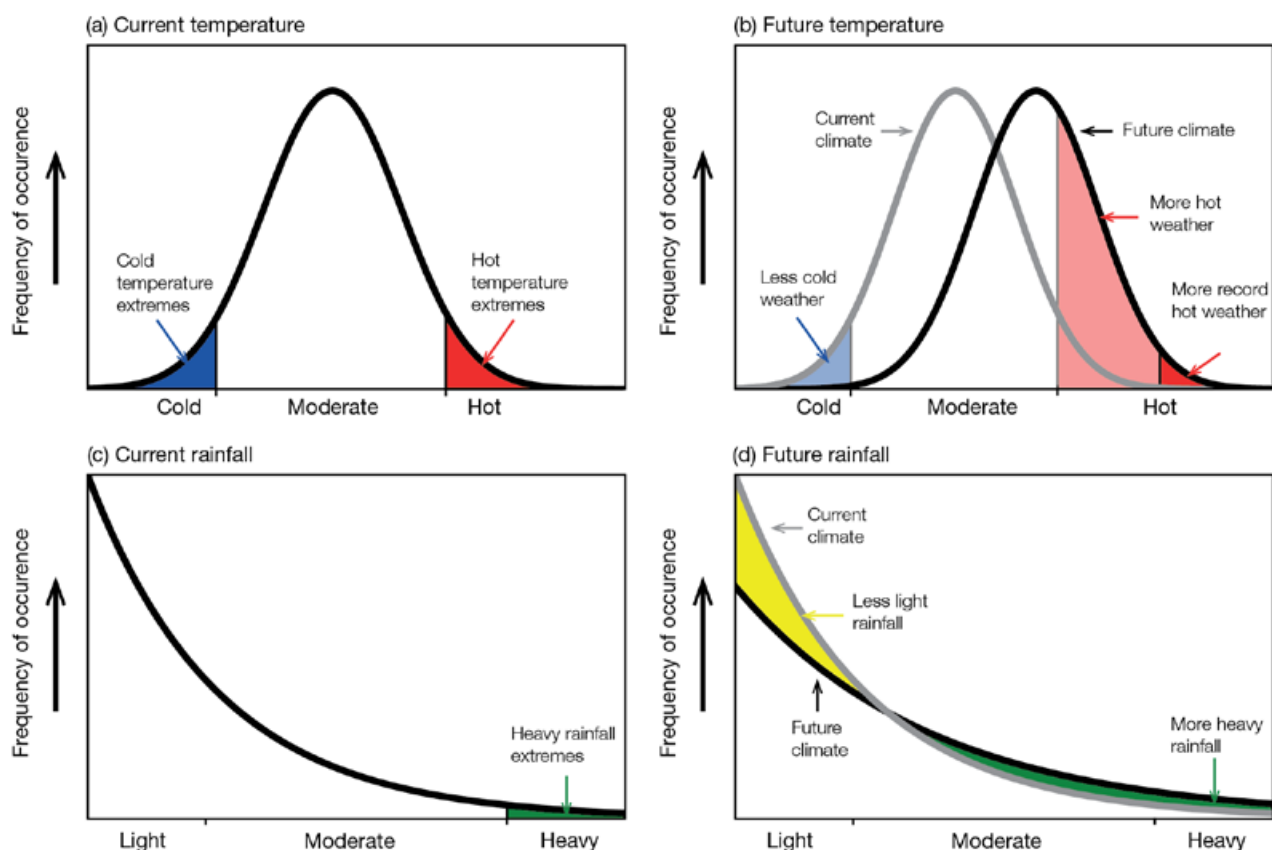 (a) Current temperature
Frequency of occurence
Cold
temperature
extremes
Hot
temperature
extremes
Cold
Moderate
Hot
(b) Future temperature
Frequency of occurence
Current
climate
Future climate
More hot
weather
Less cold
weather
More record
hot weather
Cold
Moderate
Hot
(c) Current rainfall
Frequency of occurence
Heavy rainfall
extremes
Light
Moderate
Heavy
(d) Future rainfall
Frequency of occurence
Current
climate
Less light
rainfall
Future
climate
More heavy
rainfall
Light
Moderate
Heavy